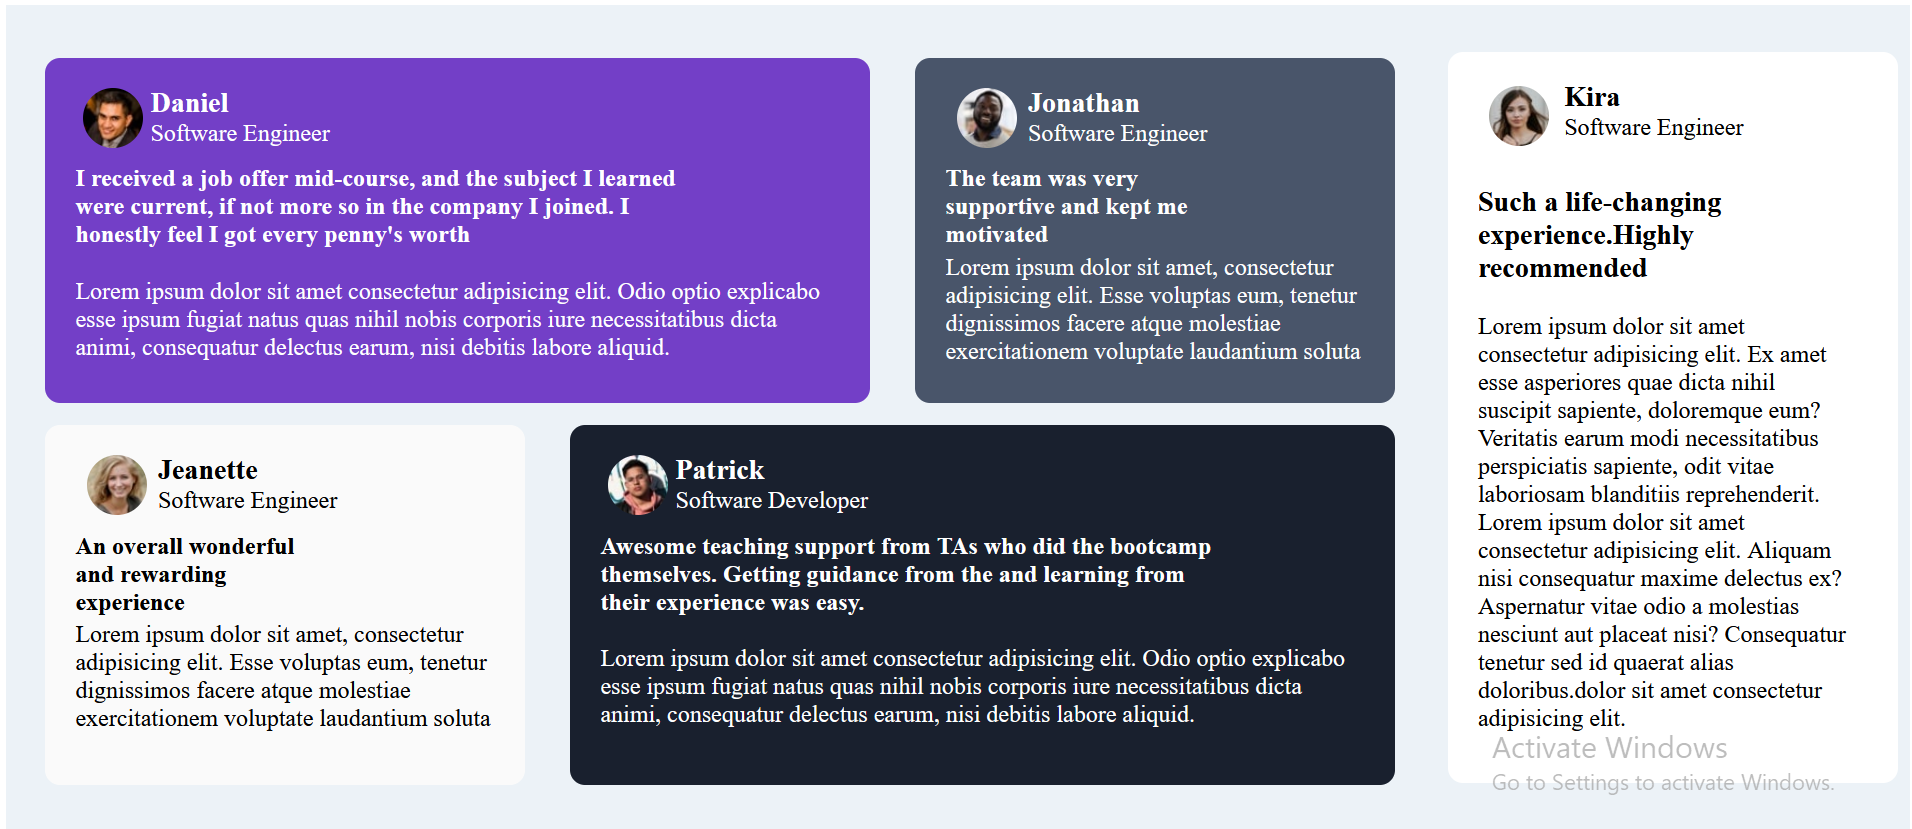 Daniel
Software Engineer
I received a job offer mid-course, and the subject I learned
were current, if not more so in the company I joined. I
honestly feel I got every penny's worth
Lorem ipsum dolor sit amet consectetur adipisicing elit. Odio optio explicabo
esse ipsum fugiat natus quas nihil nobis corporis iure necessitatibus dicta
animi, consequatur delectus earum, nisi debitis labore aliquid.
Jonathan
Software Engineer
The team was very
supportive and kept me
motivated
Lorem ipsum dolor sit amet, consectetur
adipisicing elit. Esse voluptas eum, tenetur
dignissimos facere atque molestiae
exercitationem voluptate laudantium soluta
Kira
Software Engineer
Such a life-changing
experience.Highly
recommended
Lorem ipsum dolor sit amet
consectetur adipisicing elit. Ex amet
esse asperiores quae dicta nihil
suscipit sapiente, doloremque eum?
Veritatis earum modi necessitatibus
perspiciatis sapiente, odit vitae
laboriosam blanditiis reprehenderit.
Lorem ipsum dolor sit amet
consectetur adipisicing elit. Aliquam
nisi consequatur maxime delectus ex?
Aspernatur vitae odio a molestias
nesciunt aut placeat nisi? Consequatur
tenetur sed id quaerat alias
doloribus.dolor sit amet consectetur
adipisicing elit.
Jeanette
Software Engineer
An overall wonderful
and rewarding
experience
Lorem ipsum dolor sit amet, consectetur
adipisicing elit. Esse voluptas eum, tenetur
dignissimos facere atque molestiae
exercitationem voluptate laudantium soluta
Patrick
Software Developer
Awesome teaching support from TAs who did the bootcamp
themselves. Getting guidance from the and learning from
their experience was easy.
Lorem ipsum dolor sit amet consectetur adipisicing elit. Odio optio explicabo
esse ipsum fugiat natus quas nihil nobis corporis iure necessitatibus dicta
animi, consequatur delectus earum, nisi debitis labore aliquid.
Activate Windows
Go to Settings to activate Windows.